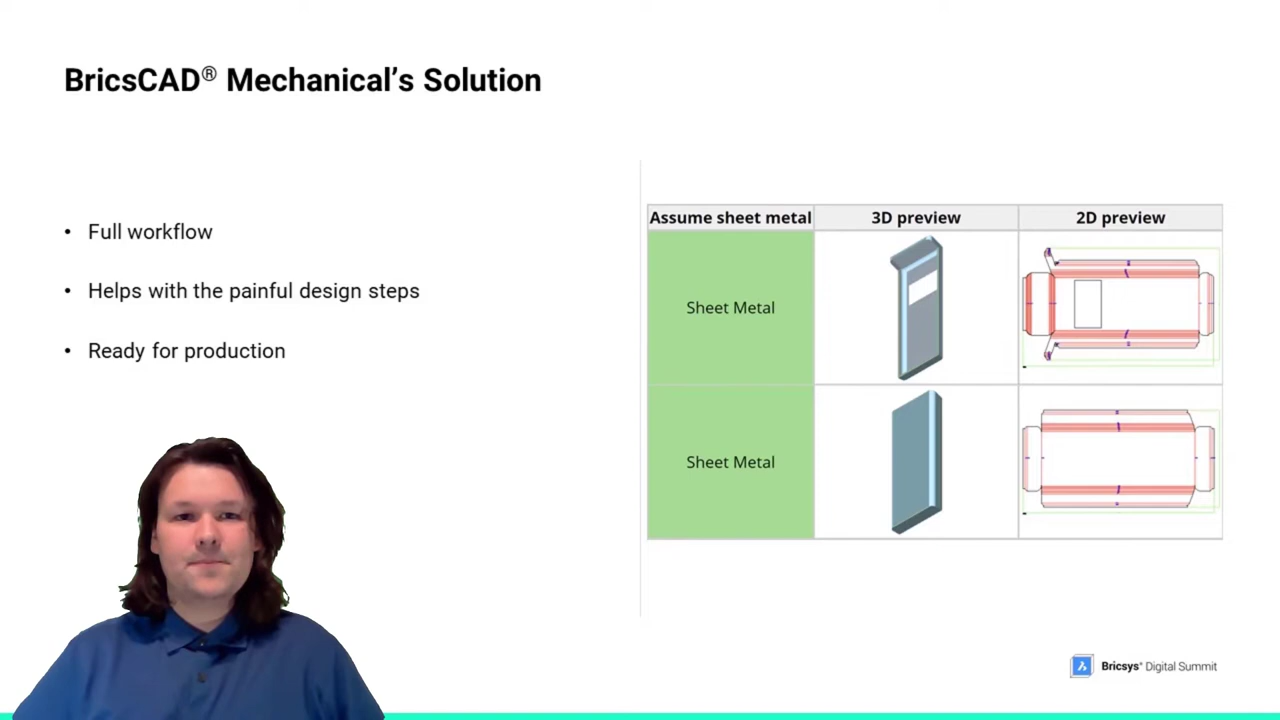 BricsCAD® Mechanical's Solution
• Full workflow
• Helps with the painful design steps
• Ready for production
Assume sheet metal 3D preview 2D preview
Sheet Metal
Sheet Metal
Bricsys® Digital Summit